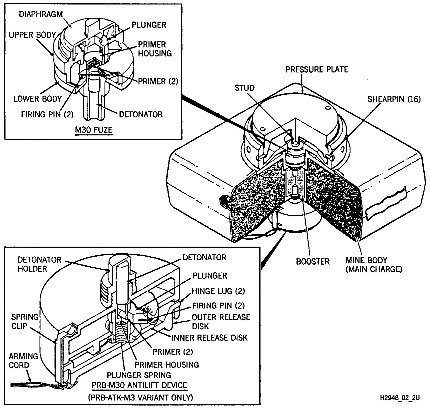 DIAPHRAGM
UPPER BODY
PLUNGER
PRIMER
HOUSING
PRIMER (2)
LOWER BODY
FIRING PIN (2)
DETONATOR
M30 FUZE
PRESSURE PLATE
STUD
SHEARPIN (16)
BOOSTER
MINE BODY
(MAIN CHARGE)
DETONATOR
HOLDER
DETONATOR
PLUNGER
HINGE LUG (2)
FIRING PIN (2)
OUTER RELEASE
DISK
INNER RELEASE DISK
SPRING
CLIP
PRIMER (2)
PRIMER HOUSING
ARMING
CORD
PLUNGER SPRING
PRB-M30 ANTILIFT DEVICE
(PRB-ATK-M3 VARIANT ONLY)
H2948_02_2U